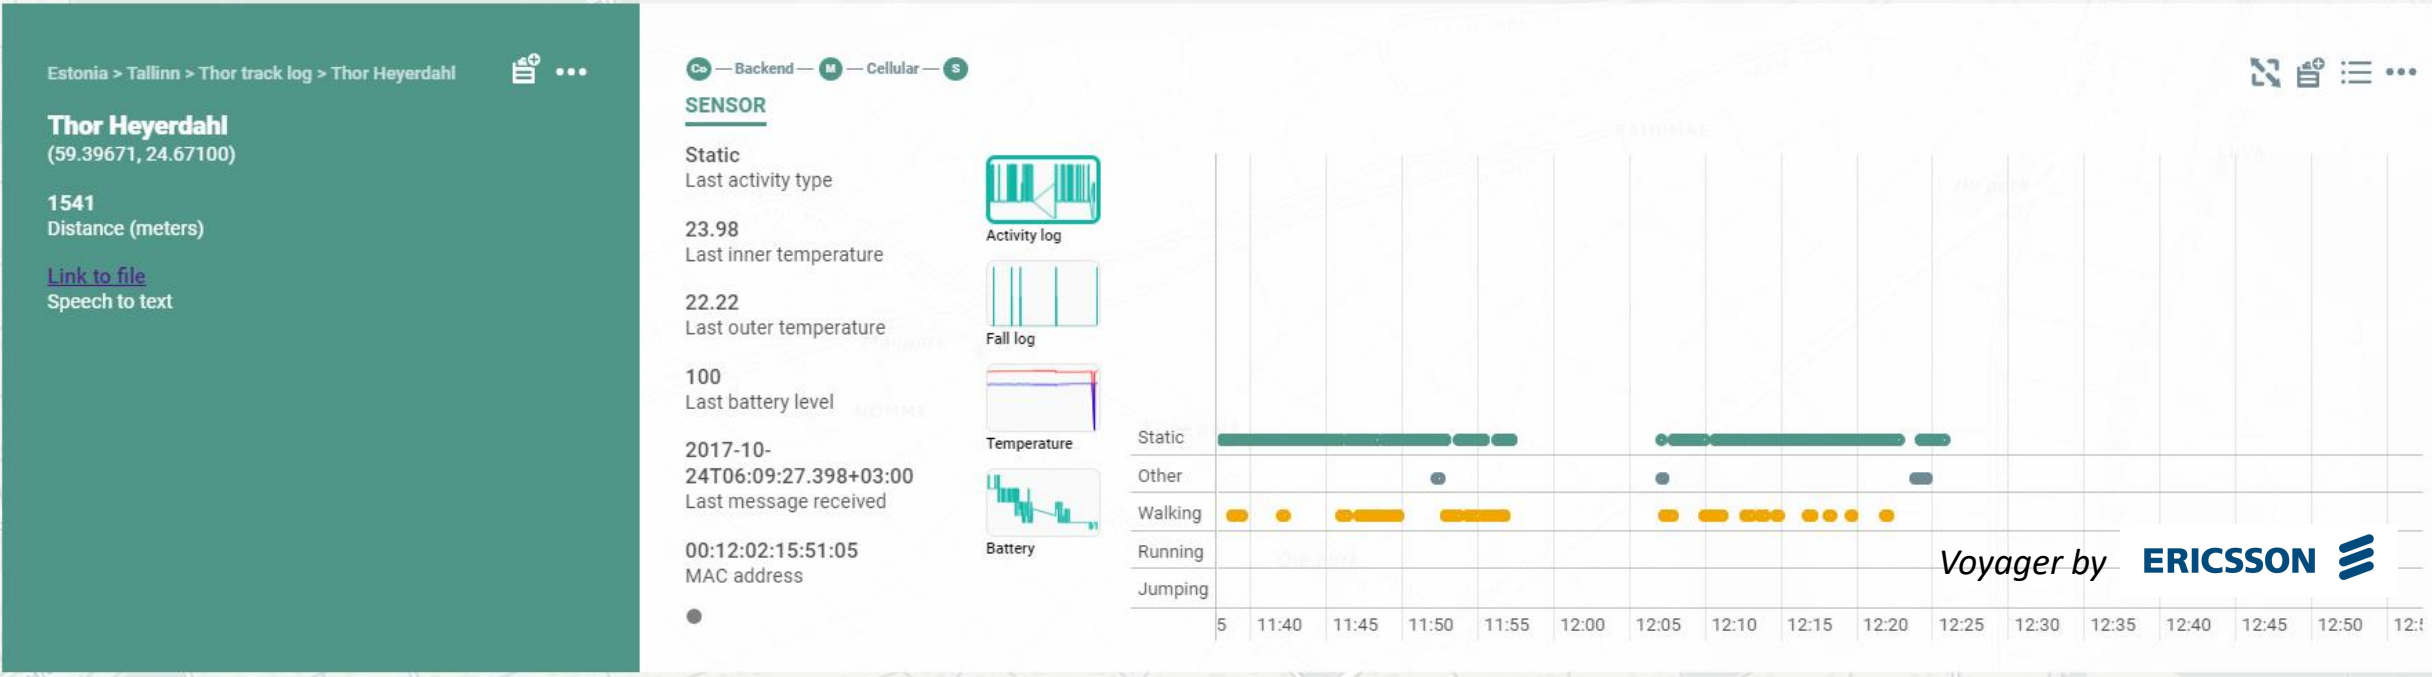 Estonia > Tallinn > Thor track log > Thor Heyerdahl
Thor Heyerdahl
(59.39671, 24.67100)
1541
Distance (meters)
Link to file
Speech to text
Co Backend M Cellular S
SENSOR
Static
Last activity type
23.98
Last inner temperature
22.22
Last outer temperature
100
Last battery level
2017-10-
24T06:09:27.398+03:00
Last message received
00:12:02:15:51:05
MAC address
Activity log
Fall log
Temperature
Battery
Static
Other
Walking
Running
Jumping
5 11:40 11:45 11:50 11:55 12:00 12:05 12:10 12:15 12:20 12:25 12:30 12:35 12:40 12:45 12:50
Voyager by ERICSSON